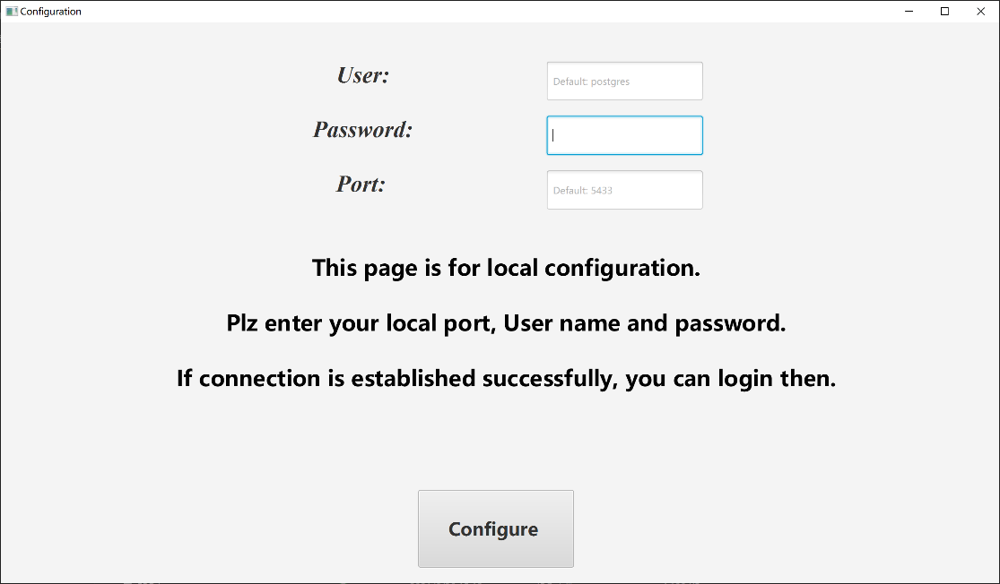 Configuration
User:
Default: postgres
Password:
Port:
Default: 5433
This page is for local configuration.
Plz enter your local port, User name and password.
If connection is established successfully, you can login then.
Configure